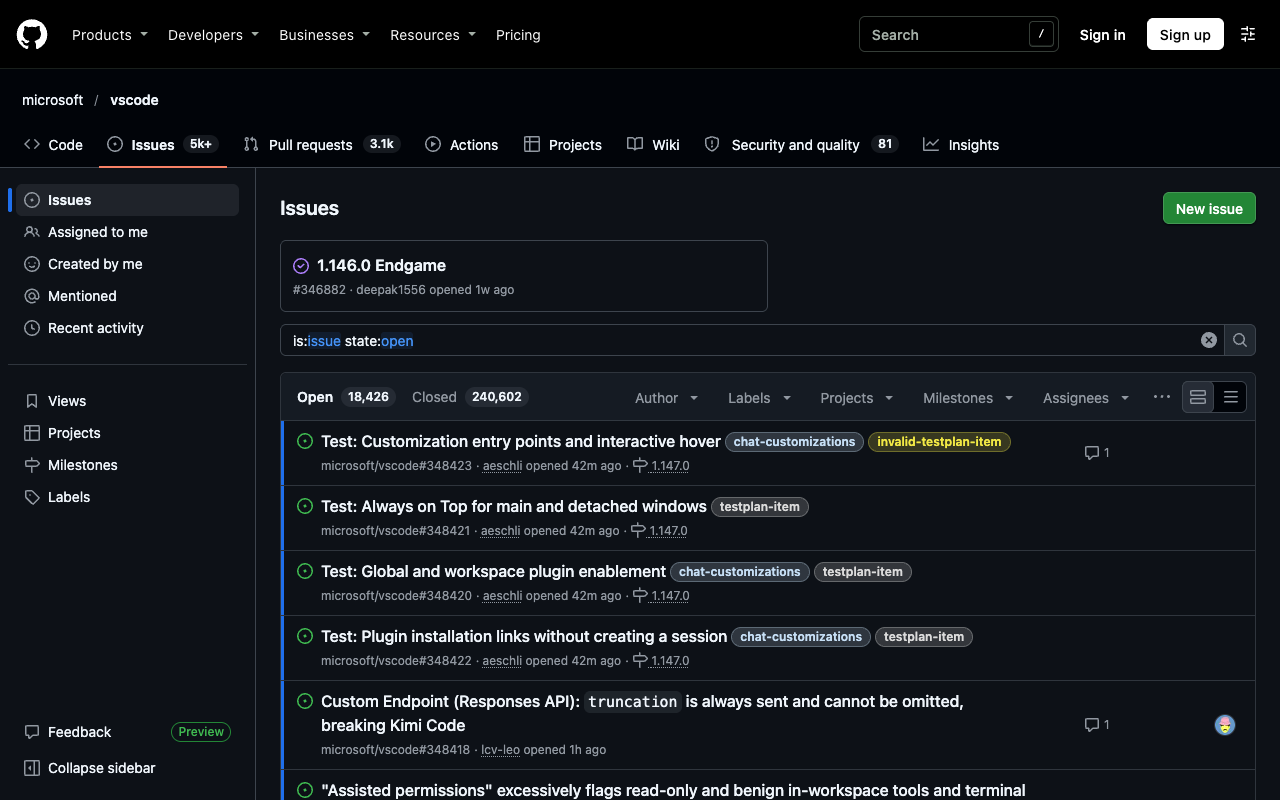 Products Developers Businesses Resources Pricing Search / Sign in Sign up
microsoft / vscode
Code Issues 5k+ Pull requests 3.1k Actions Projects Wiki Security and quality 81 Insights
Issues
Assigned to me
Created by me
Mentioned
Recent activity
Views
Projects
Milestones
Labels
Feedback Preview
Collapse sidebar
Issues New issue
1.146.0 Endgame
#346882 · deepak1556 opened 1w ago
is:issue state:open
Open 18,426 Closed 240,602 Author Labels Projects Milestones Assignees
Test: Customization entry points and interactive hover chat-customizations invalid-testplan-item 1
microsoft/vscode#348423 · aeschli opened 42m ago · 1.147.0
Test: Always on Top for main and detached windows testplan-item
microsoft/vscode#348421 · aeschli opened 42m ago · 1.147.0
Test: Global and workspace plugin enablement chat-customizations testplan-item
microsoft/vscode#348420 · aeschli opened 42m ago · 1.147.0
Test: Plugin installation links without creating a session chat-customizations testplan-item
microsoft/vscode#348422 · aeschli opened 42m ago · 1.147.0
Custom Endpoint (Responses API): truncation is always sent and cannot be omitted,
breaking Kimi Code 1
microsoft/vscode#348418 · lcv-leo opened 1h ago
"Assisted permissions" excessively flags read-only and benign in-workspace tools and terminal